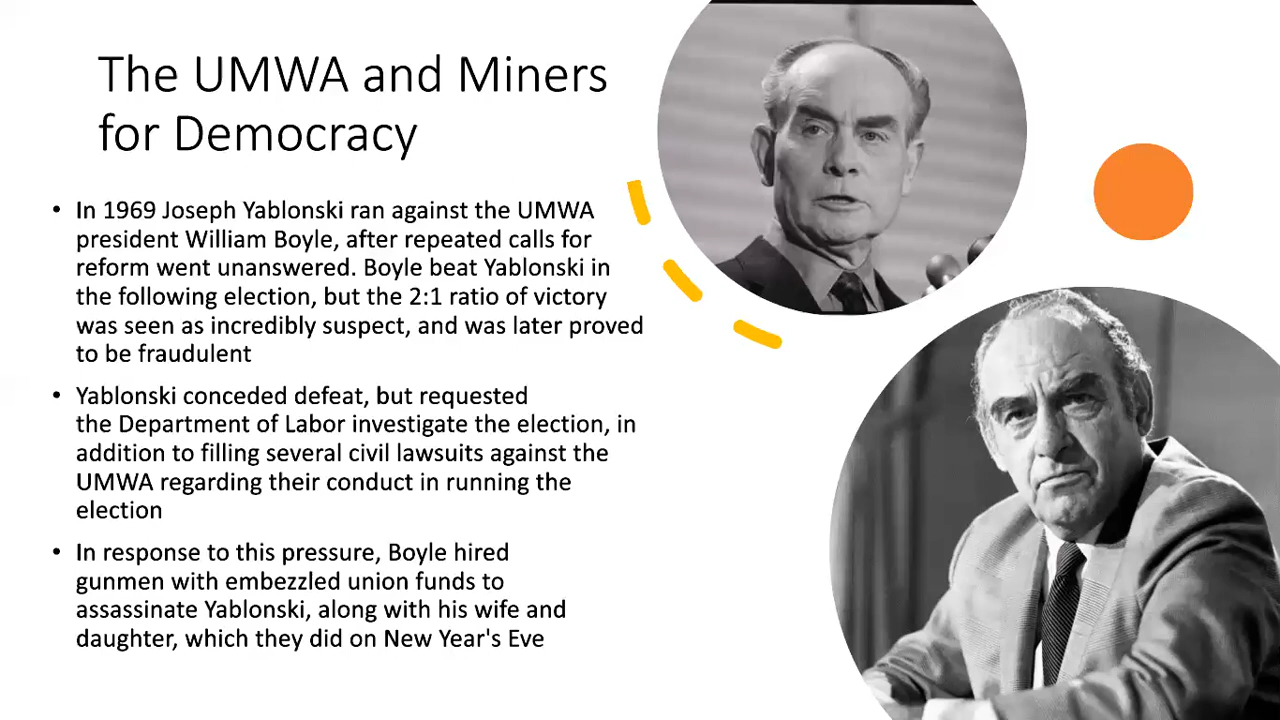 The UMWA and Miners
for Democracy
• In 1969 Joseph Yablonski ran against the UMWA
president William Boyle, after repeated calls for
reform went unanswered. Boyle beat Yablonski in
the following election, but the 2:1 ratio of victory
was seen as incredibly suspect, and was later proved
to be fraudulent
• Yablonski conceded defeat, but requested
the Department of Labor investigate the election, in
addition to filling several civil lawsuits against the
UMWA regarding their conduct in running the
election
• In response to this pressure, Boyle hired
gunmen with embezzled union funds to
assassinate Yablonski, along with his wife and
daughter, which they did on New Year's Eve